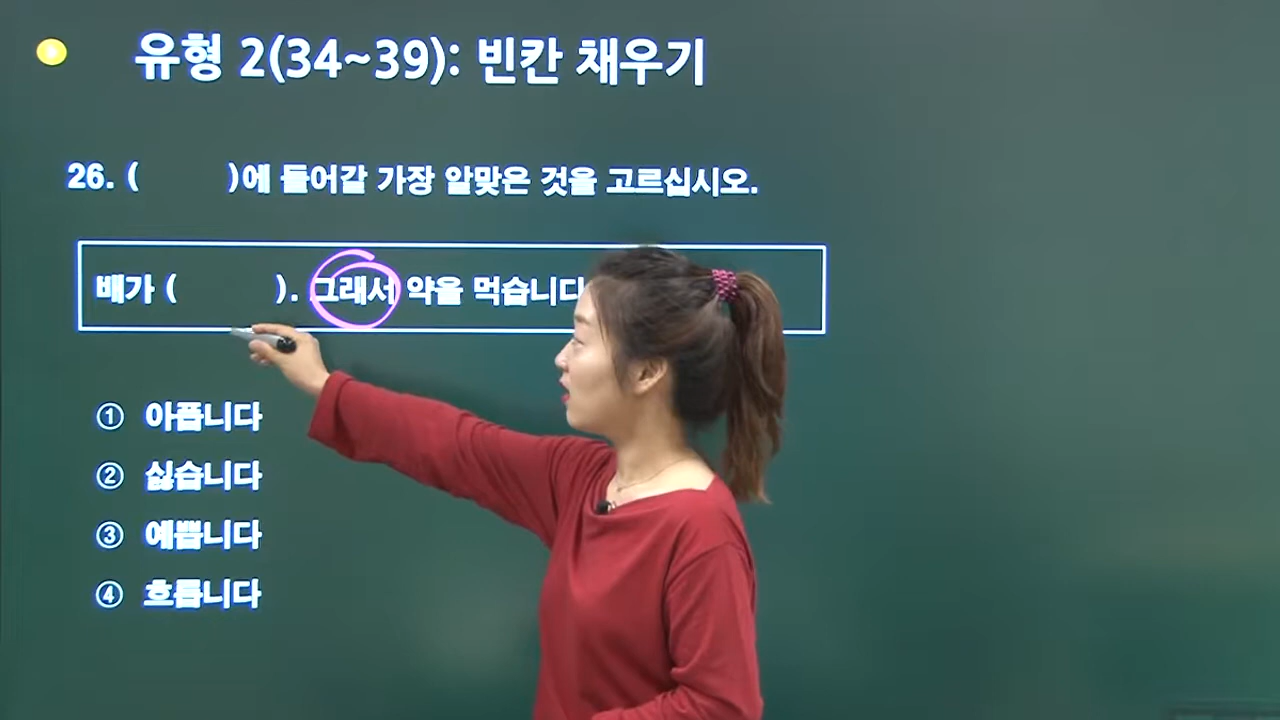 유형 2(34~39): 빈칸 채우기
26. ( )에 들어갈 가장 알맞은 것을 고르십시오.
배가 ( ). 그래서 약을 먹습니다
① 아픕니다
② 싫습니다
③ 예쁩니다
④ 흐릅니다